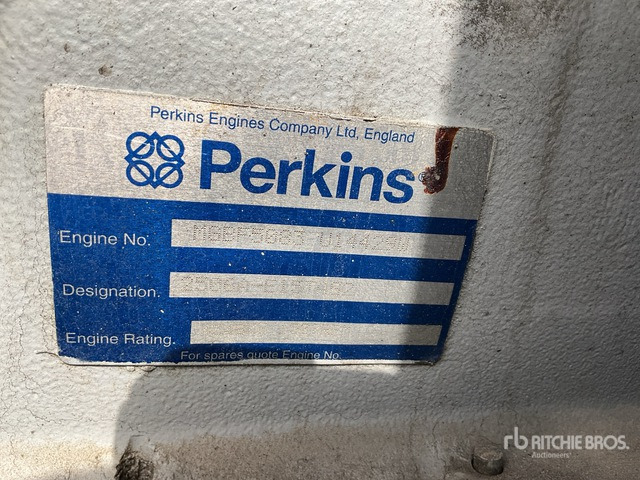 Perkins Engines Company Ltd, England
Perkins
Engine No.
Designation.
Engine Rating.
For spares quote Engine No.
rb RITCHIE BROS.
Auctioneers